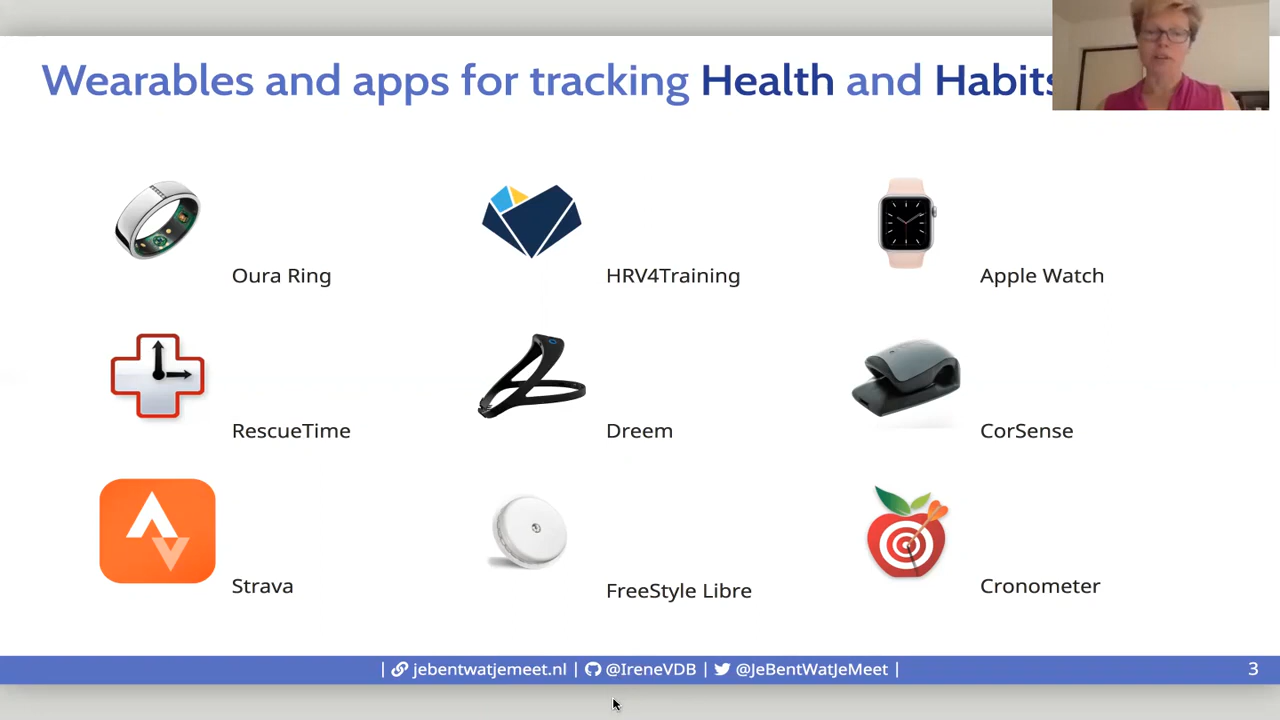 Wearables and apps for tracking Health and Habits
Oura Ring
HRV4Training
Apple Watch
RescueTime
Dreem
CorSense
Strava
FreeStyle Libre
Cronometer
| jebentwatjemeet.nl | @IreneVDB | @JeBentWatJeMeet |
3